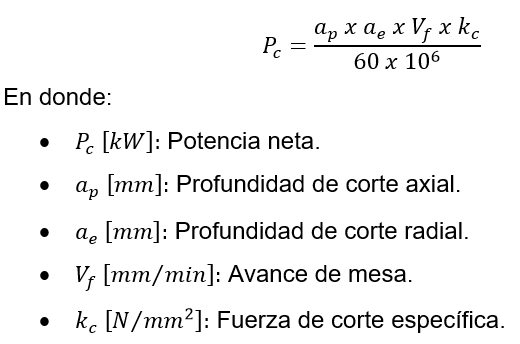 P_c = \frac{a_p x a_e x V_f x k_c}{60 x 10^6}
En donde:
• P_c [kW]: Potencia neta.
• a_p [mm]: Profundidad de corte axial.
• a_e [mm]: Profundidad de corte radial.
• V_f [mm/min]: Avance de mesa.
• k_c [N/mm²]: Fuerza de corte específica.